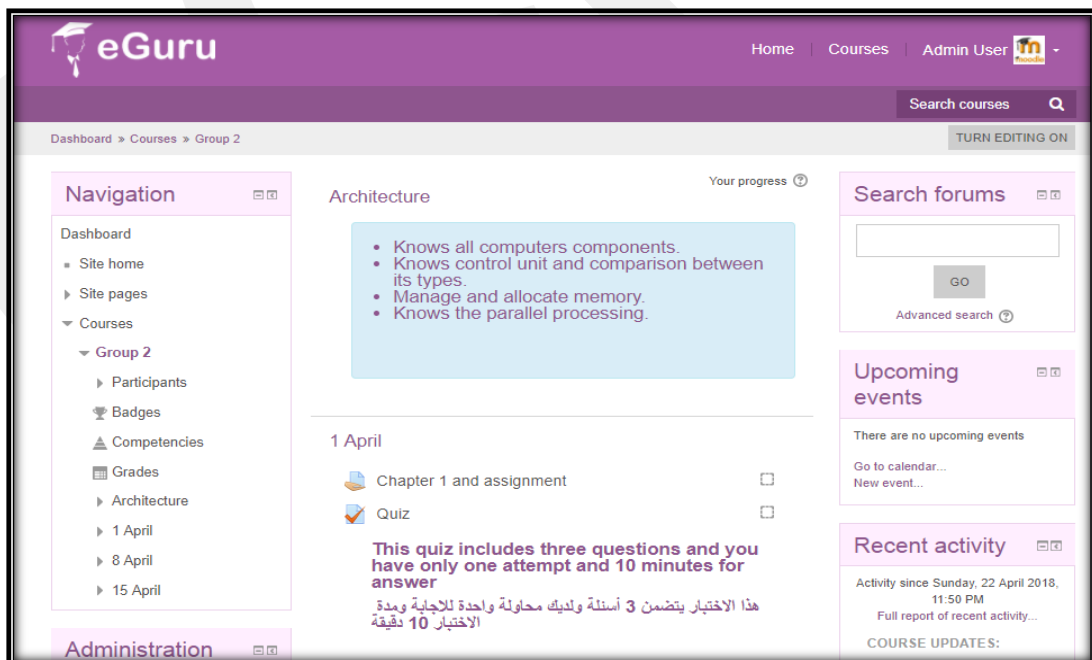 eGuru
Home
Courses
Admin User
moodle
Search courses
Dashboard » Courses » Group 2
TURN EDITING ON
Navigation
Dashboard
Site home
Site pages
Courses
Group 2
Participants
Badges
Competencies
Grades
Architecture
1 April
8 April
15 April
Administration
Your progress
Architecture
• Knows all computers components.
• Knows control unit and comparison between
its types.
• Manage and allocate memory.
• Knows the parallel processing.
1 April
Chapter 1 and assignment
Quiz
This quiz includes three questions and you
have only one attempt and 10 minutes for
answer
هذا الاختبار يتضمن 3 أسئلة ولديك محاولة واحدة للاجابة ومدة
الاختبار 10 دقيقة
Search forums
GO
Advanced search
Upcoming
events
There are no upcoming events
Go to calendar...
New event...
Recent activity
Activity since Sunday, 22 April 2018,
11:50 PM
Full report of recent activity...
COURSE UPDATES: